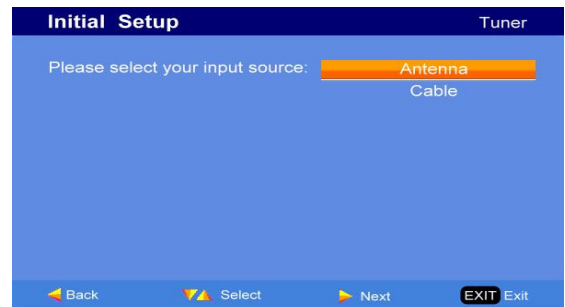 Initial Setup Tuner
Please select your input source: Antenna
Cable
Back Select Next EXIT Exit